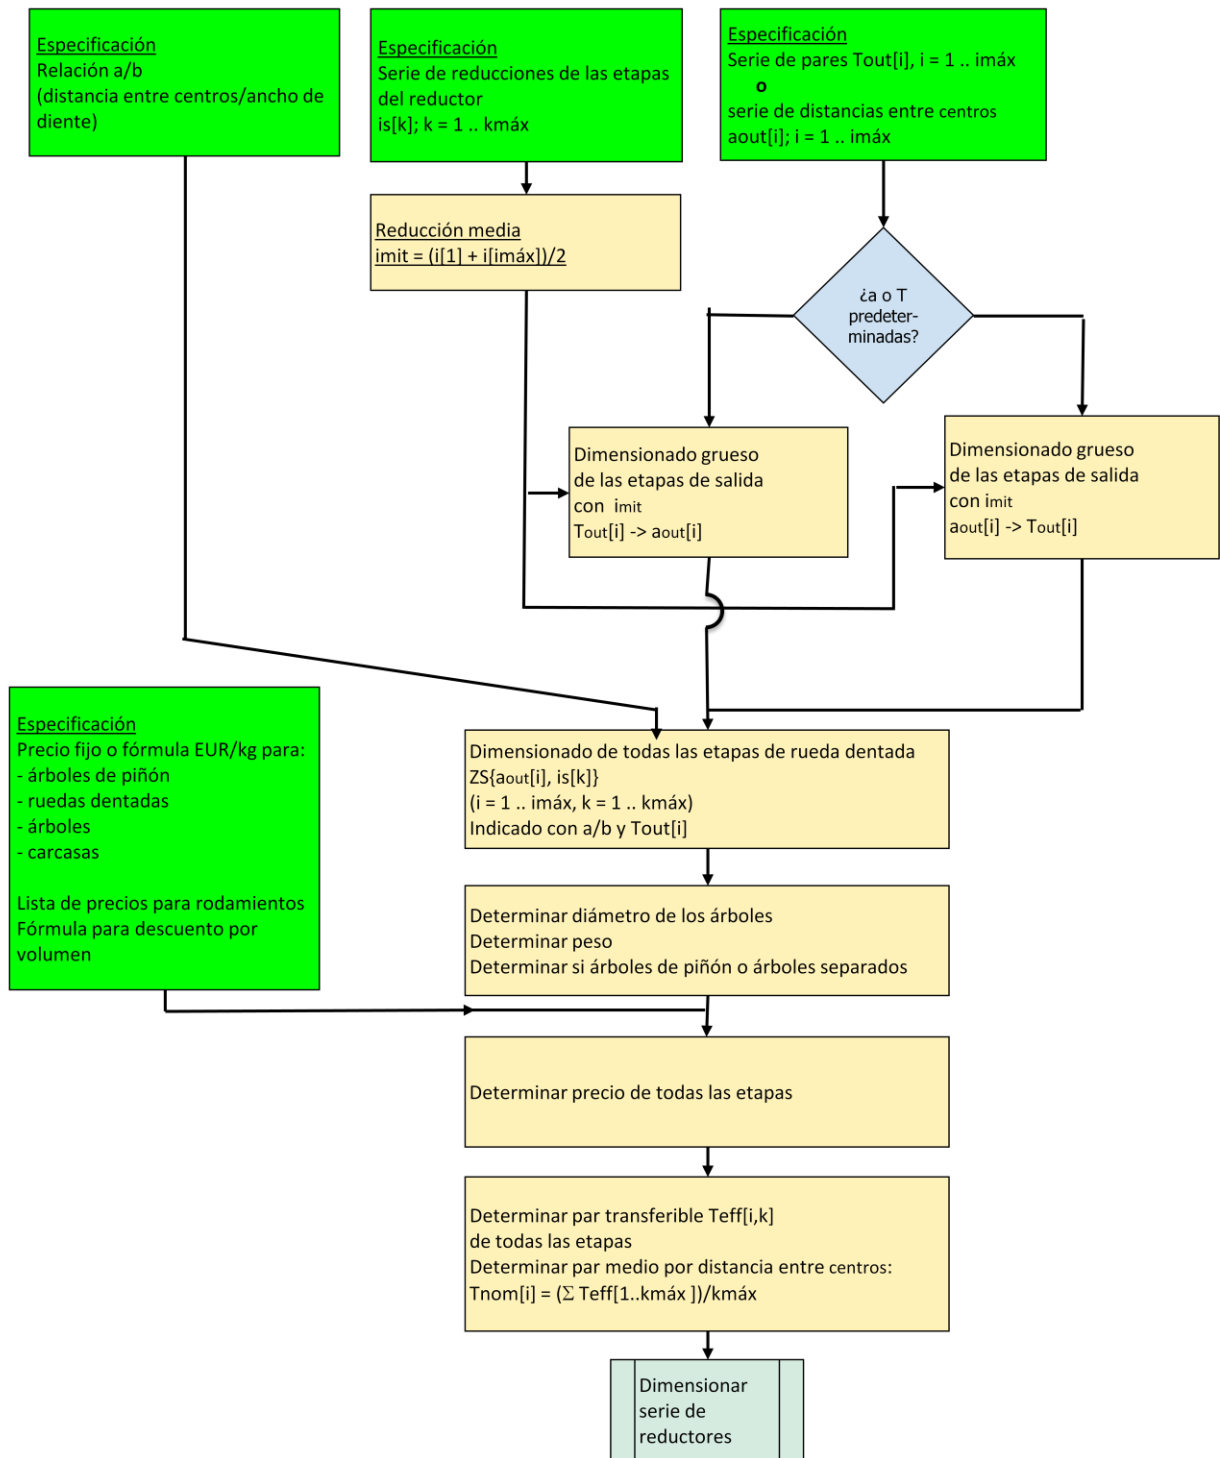 Especificación
Relación a/b
(distancia entre centros/ancho de
diente)
Especificación
Serie de reducciones de las etapas
del reductor
is[k]; k = 1 .. kmáx
Especificación
Serie de pares Tout[i], i = 1 .. imáx
o
serie de distancias entre centros
aout[i]; i = 1 .. imáx
Reducción media
imit = (i[1] + i[imáx])/2
¿a o T
predeter-
minadas?
Dimensionado grueso
de las etapas de salida
con imit
Tout[i] -> aout[i]
Dimensionado grueso
de las etapas de salida
con imit
aout[i] -> Tout[i]
Especificación
Precio fijo o fórmula EUR/kg para:
- árboles de piñón
- ruedas dentadas
- árboles
- carcasas
Lista de precios para rodamientos
Fórmula para descuento por
volumen
Dimensionado de todas las etapas de rueda dentada
ZS{aout[i], is[k]}
(i = 1 .. imáx, k = 1 .. kmáx)
Indicado con a/b y Tout[i]
Determinar diámetro de los árboles
Determinar peso
Determinar si árboles de piñón o árboles separados
Determinar precio de todas las etapas
Determinar par transferible Teff[i,k]
de todas las etapas
Determinar par medio por distancia entre centros:
Tnom[i] = (Σ Teff[1..kmáx ])/kmáx
Dimensionar
serie de
reductores